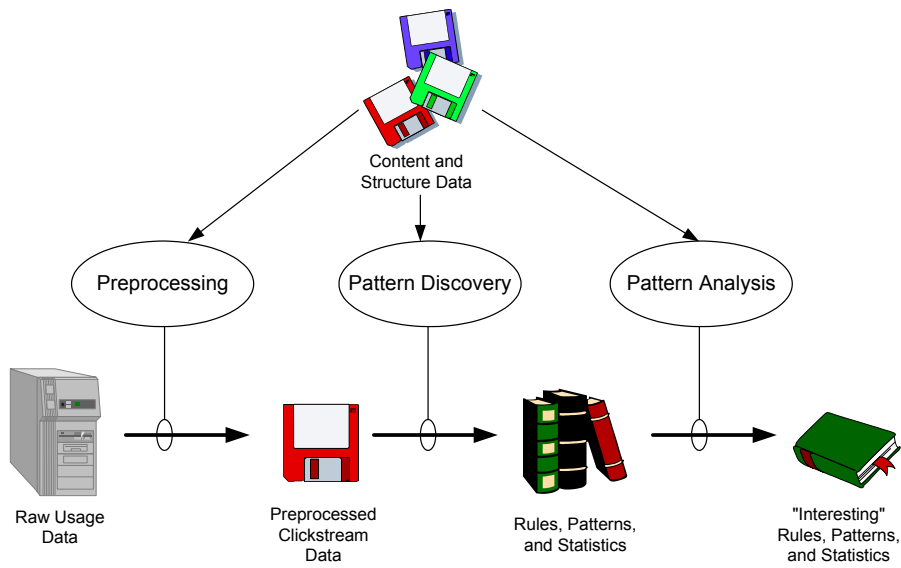 Content and
Structure Data
Preprocessing
Pattern Discovery
Pattern Analysis
Raw Usage
Data
Preprocessed
Clickstream
Data
Rules, Patterns,
and Statistics
"Interesting"
Rules, Patterns,
and Statistics